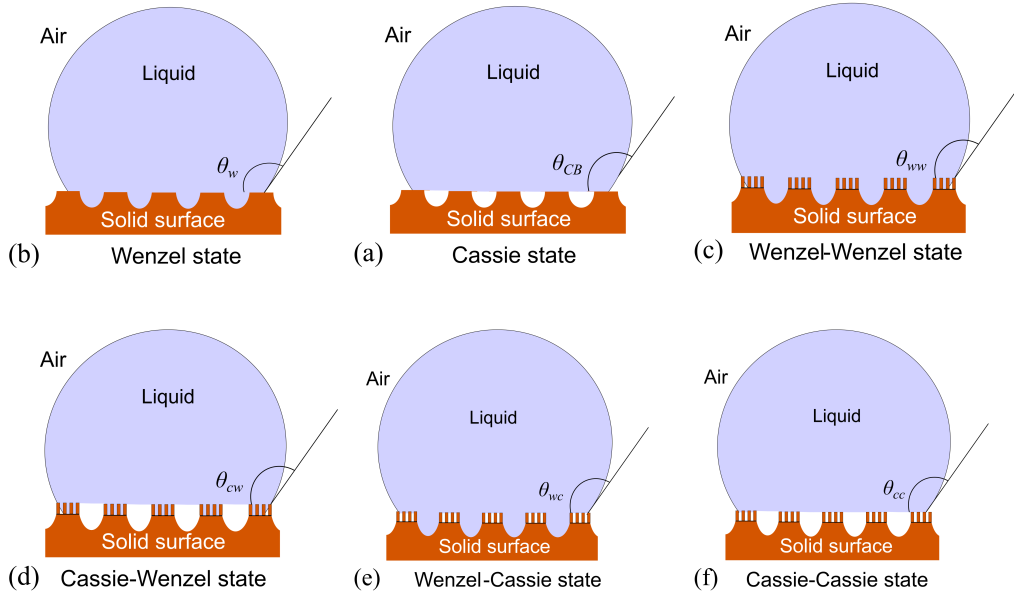 Air
Liquid
θw
Solid surface
(b) Wenzel state
Air
Liquid
θCB
Solid surface
(a) Cassie state
Air
Liquid
θww
Solid surface
(c) Wenzel-Wenzel state
Air
Liquid
θcw
Solid surface
(d) Cassie-Wenzel state
Air
Liquid
θwc
Solid surface
(e) Wenzel-Cassie state
Air
Liquid
θcc
Solid surface
(f) Cassie-Cassie state